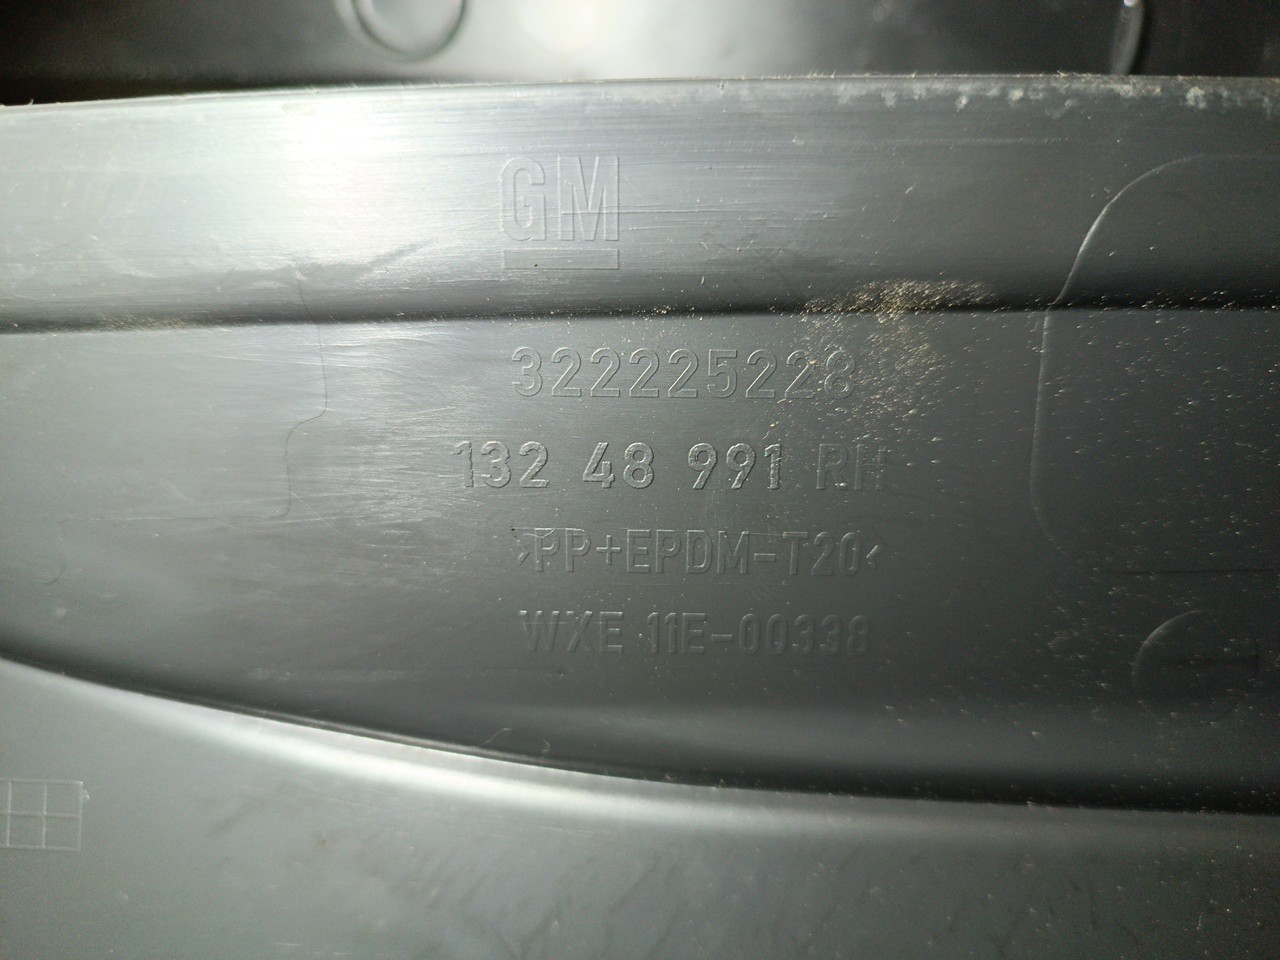 GM
322225228
132 48 991 RH
>PP+EPDM-T20<
WXE 11E-00338